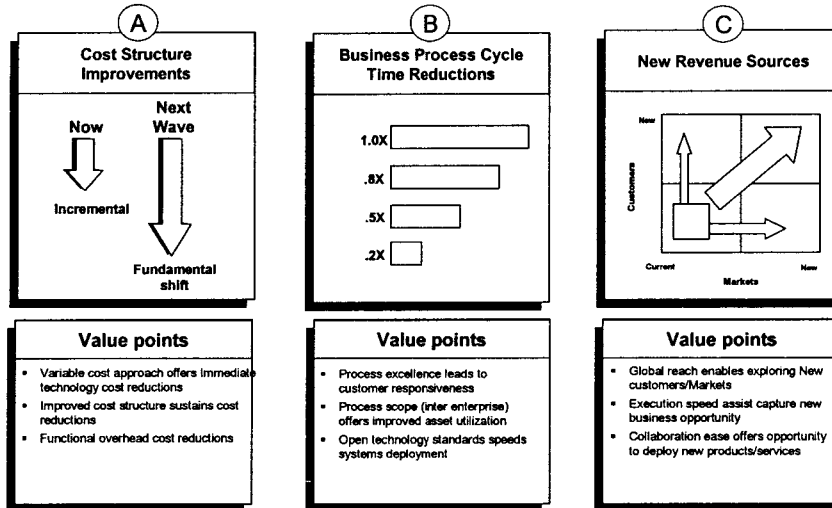 A
Cost Structure
Improvements
Now
Next
Wave
Incremental
Fundamental
shift
Value points
▪ Variable cost approach offers Immediate
technology cost reductions
▪ Improved cost structure sustains cost
reductions
▪ Functional overhead cost reductions
B
Business Process Cycle
Time Reductions
1.0X
.8X
.5X
.2X
Value points
▪ Process excellence leads to
customer responsiveness
▪ Process scope (inter enterprise)
offers improved asset utilization
▪ Open technology standards speeds
systems deployment
C
New Revenue Sources
New
Customers
Current
New
Markets
Value points
▪ Global reach enables exploring New
customers/Markets
▪ Execution speed assist capture new
business opportunity
▪ Collaboration ease offers opportunity
to deploy new products/services